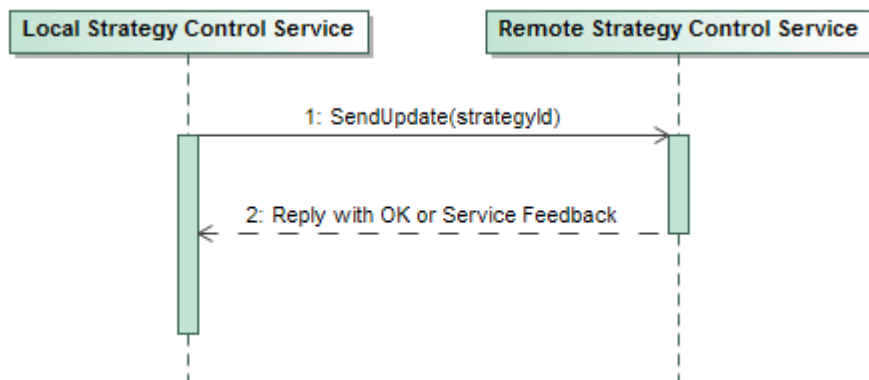 Local Strategy Control Service
Remote Strategy Control Service
1: SendUpdate(strategyId)
2: Reply with OK or Service Feedback